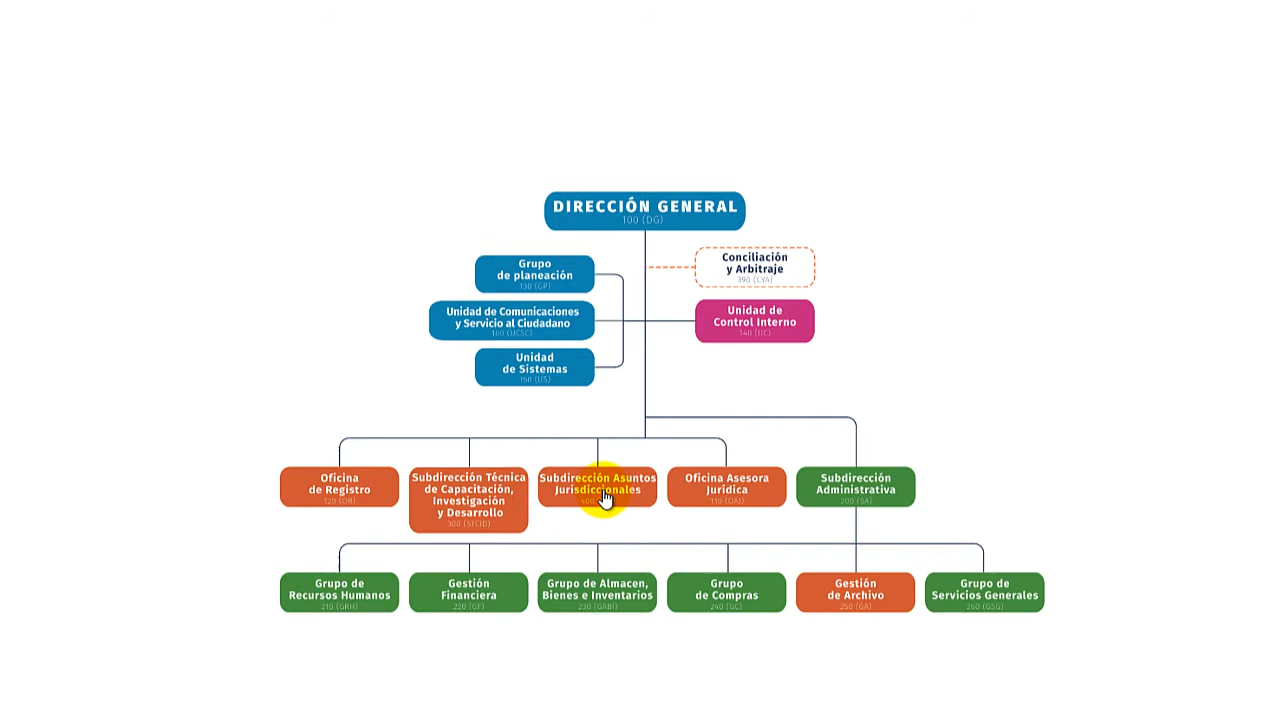 DIRECCIÓN GENERAL
100 (DG)
Grupo
de planeación
130 (GP)
Conciliación
y Arbitraje
390 (CYA)
Unidad de Comunicaciones
y Servicio al Ciudadano
160 (UCSC)
Unidad de
Control Interno
140 (UC)
Unidad
de Sistemas
150 (US)
Oficina
de Registro
120 (OR)
Subdirección Técnica
de Capacitación,
Investigación
y Desarrollo
300 (STCID)
Subdirección Asuntos
Jurisdiccionales
400
Oficina Asesora
Jurídica
110 (OAJ)
Subdirección
Administrativa
200 (SA)
Grupo de
Recursos Humanos
210 (GRH)
Gestión
Financiera
220 (GF)
Grupo de Almacen,
Bienes e Inventarios
230 (GABI)
Grupo
de Compras
240 (GC)
Gestión
de Archivo
250 (GA)
Grupo de
Servicios Generales
260 (GSG)